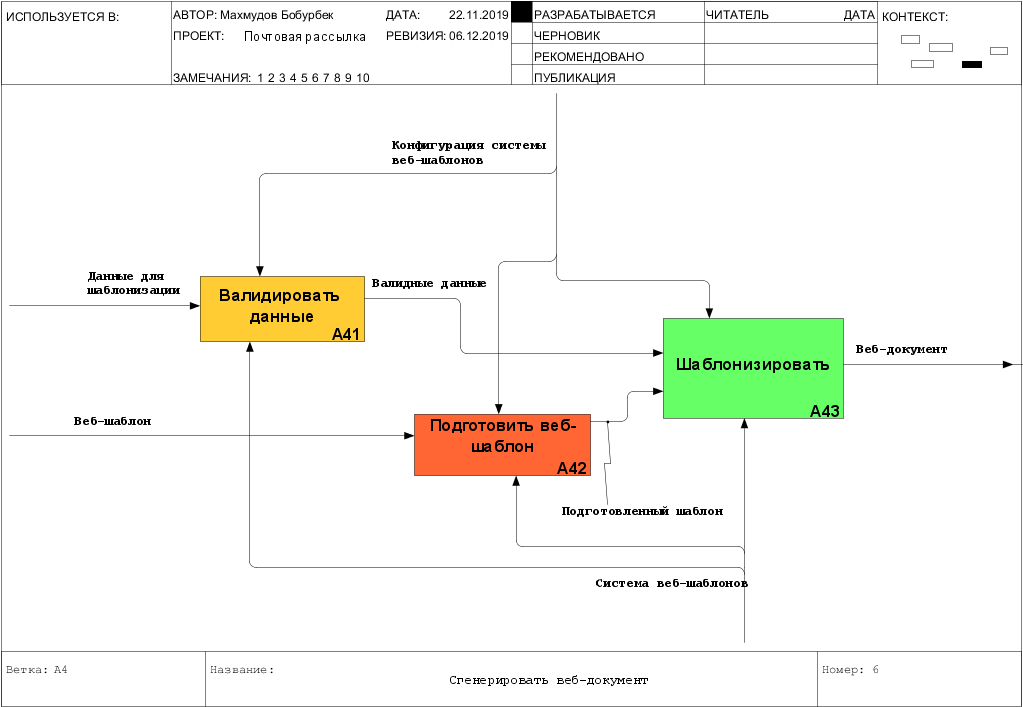 ИСПОЛЬЗУЕТСЯ В:
АВТОР: Махмудов Бобурбек
ДАТА: 22.11.2019
РАЗРАБАТЫВАЕТСЯ
ЧИТАТЕЛЬ
ДАТА
КОНТЕКСТ:
ПРОЕКТ: Почтовая рассылка
РЕВИЗИЯ: 06.12.2019
ЧЕРНОВИК
РЕКОМЕНДОВАНО
ЗАМЕЧАНИЯ: 1 2 3 4 5 6 7 8 9 10
ПУБЛИКАЦИЯ
Конфигурация системы
веб-шаблонов
Данные для
шаблонизации
Валидировать
данные
A41
Валидные данные
Шаблонизировать
A43
Веб-документ
Веб-шаблон
Подготовить веб-
шаблон
A42
Подготовленный шаблон
Система веб-шаблонов
Ветка: A4
Название:
Сгенерировать веб-документ
Номер: 6